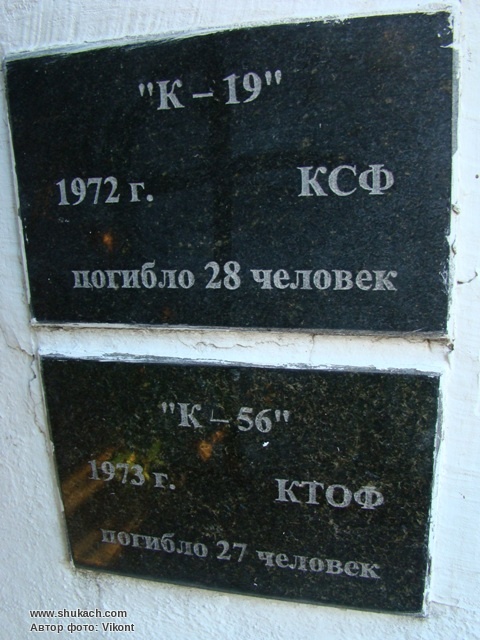 "К – 19"
1972 г. КСФ
погибло 28 человек
"К – 56"
1973 г. КТОФ
погибло 27 человек
www.shukach.com
Автор фото: Vikont